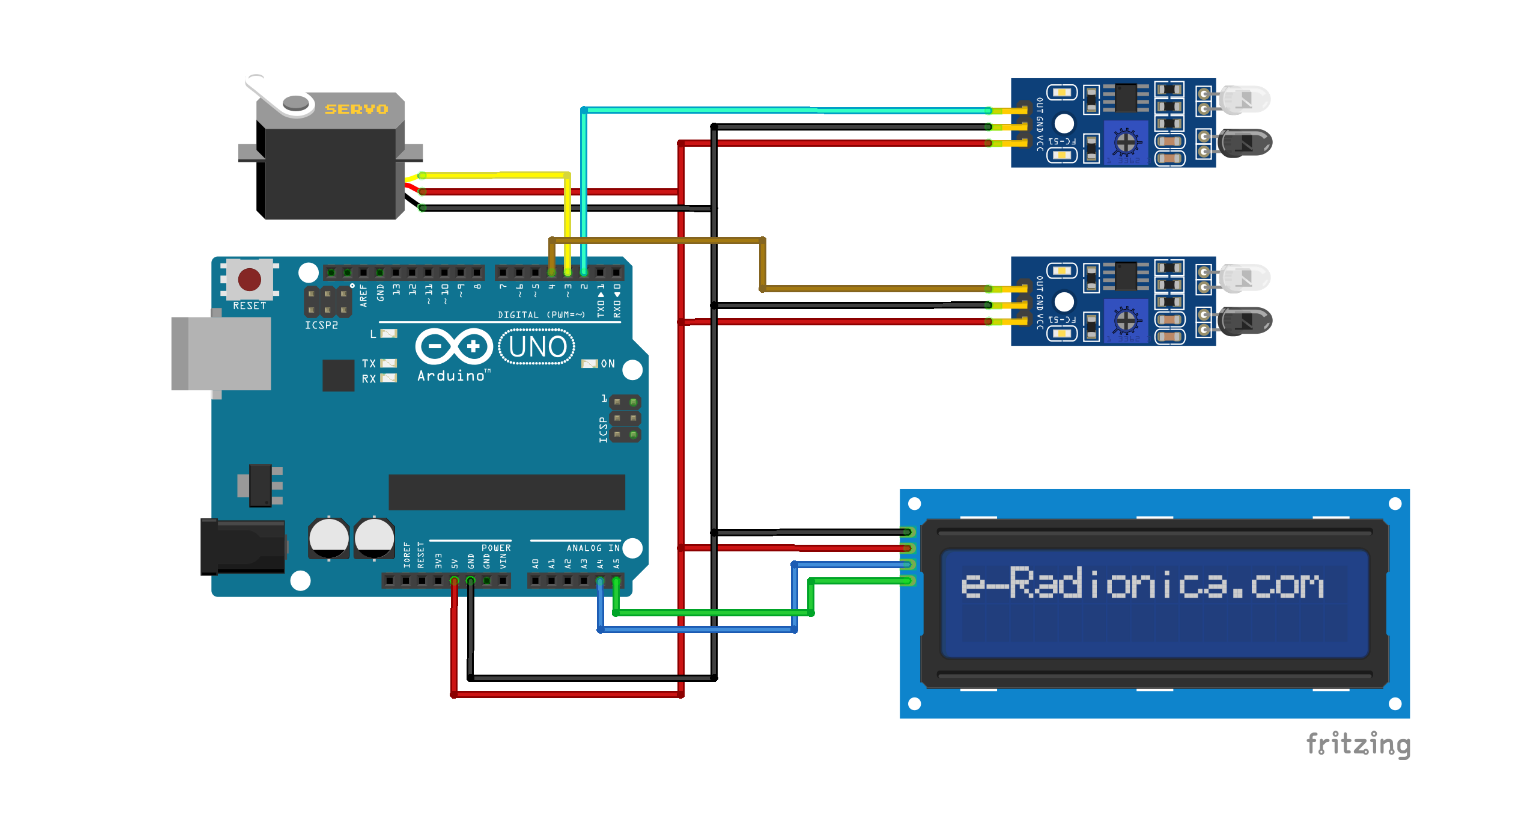 SERVO
OUT
GND
VCC
FC-51
OUT
GND
VCC
FC-51
RESET
ICSP2
AREF
GND
13
12
~11
~10
~9
8
7
~6
~5
4
~3
2
TX0▶1
RX0◀0
DIGITAL (PWM=~)
L
TX
RX
UNO
ON
Arduino™
1
ICSP
POWER
ANALOG IN
IOREF
RESET
3V3
5V
GND
GND
VIN
A0
A1
A2
A3
A4
A5
e-Radionica.com
fritzing